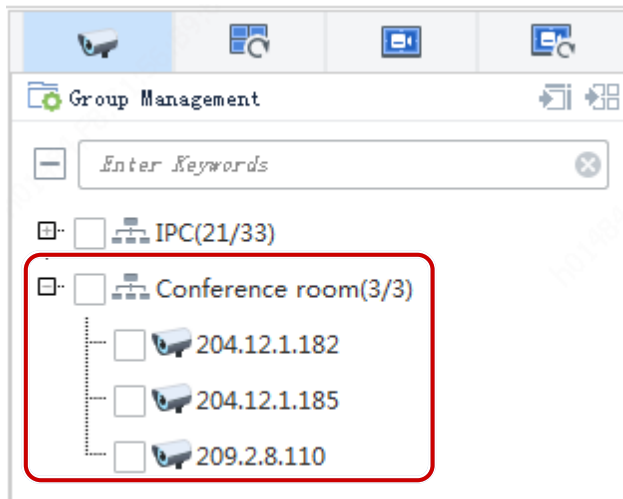 Group Management
Enter Keywords
IPC(21/33)
Conference room(3/3)
204.12.1.182
204.12.1.185
209.2.8.110